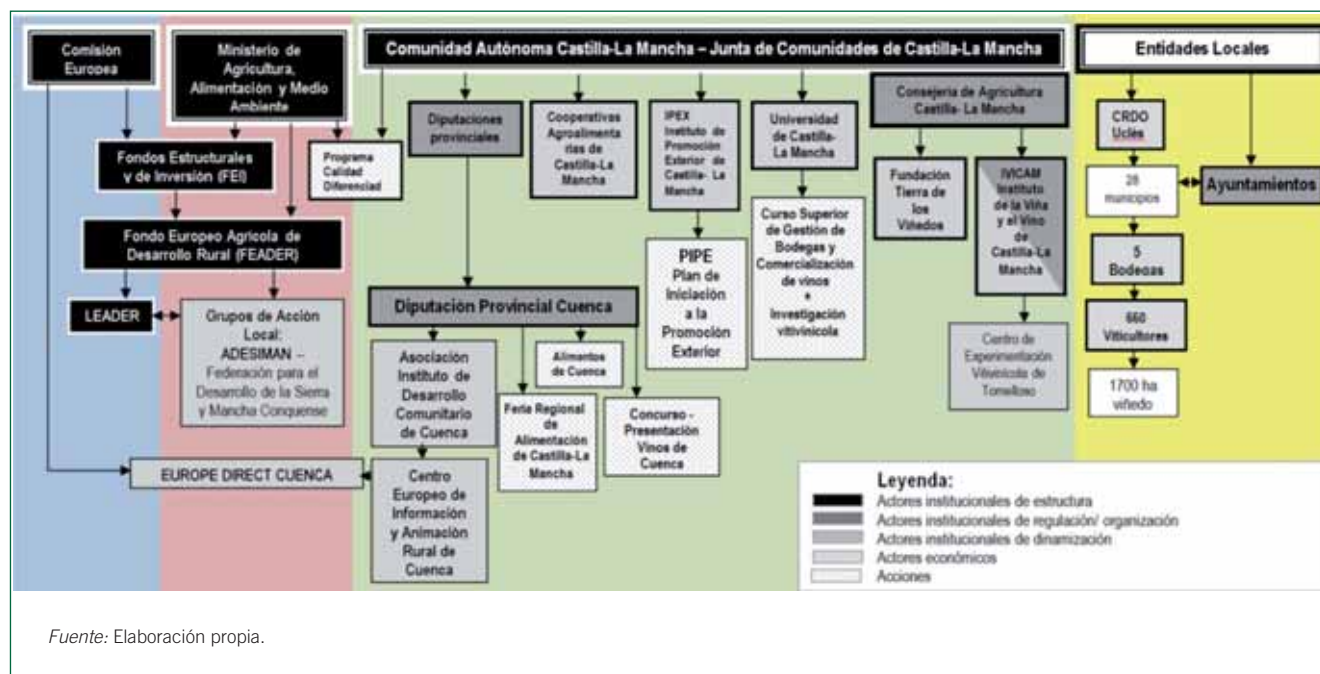 Comisión
Europea
Ministerio de
Agricultura,
Alimentación y Medio
Ambiente
Fondos Estructurales
y de Inversión (FEI)
Fondo Europeo Agrícola de
Desarrollo Rural (FEADER)
LEADER
Grupos de Acción
Local:
ADESIMAN –
Federación para el
Desarrollo de la Sierra
y Mancha Conquense
EUROPE DIRECT CUENCA
Comunidad Autónoma Castilla-La Mancha – Junta de Comunidades de Castilla-La Mancha
Programa
Calidad
Diferenciad
Diputaciones
provinciales
Cooperativas
Agroalimenta
rias de
Castilla-La
Mancha
IPEX
Instituto de
Promoción
Exterior de
Castilla- La
Mancha
Universidad
de Castilla-
La Mancha
Consejería de Agricultura
Castilla- La Mancha
Fundación
Tierra de
los
Viñedos
IVICAM
Instituto
de la Viña
y el Vino
de
Castilla-La
Mancha
PIPE
Plan de
Iniciación
a la
Promoción
Exterior
Curso Superior
de Gestión de
Bodegas y
Comercialización
de vinos
+
Investigación
vitivinícola
Centro de
Experimentación
Vitivinícola de
Tomelloso
Diputación Provincial Cuenca
Asociación
Instituto de
Desarrollo
Comunitario
de Cuenca
Alimentos
de Cuenca
Feria Regional
de
Alimentación
de Castilla-La
Mancha
Concurso -
Presentación
Vinos de
Cuenca
Centro
Europeo de
Información
y Animación
Rural de
Cuenca
Entidades Locales
CRDO
Uclés
28
municipios
Ayuntamientos
5
Bodegas
660
Viticultores
1700 ha
viñedo
Leyenda:
Actores institucionales de estructura
Actores institucionales de regulación/ organización
Actores institucionales de dinamización
Actores económicos
Acciones
Fuente: Elaboración propia.